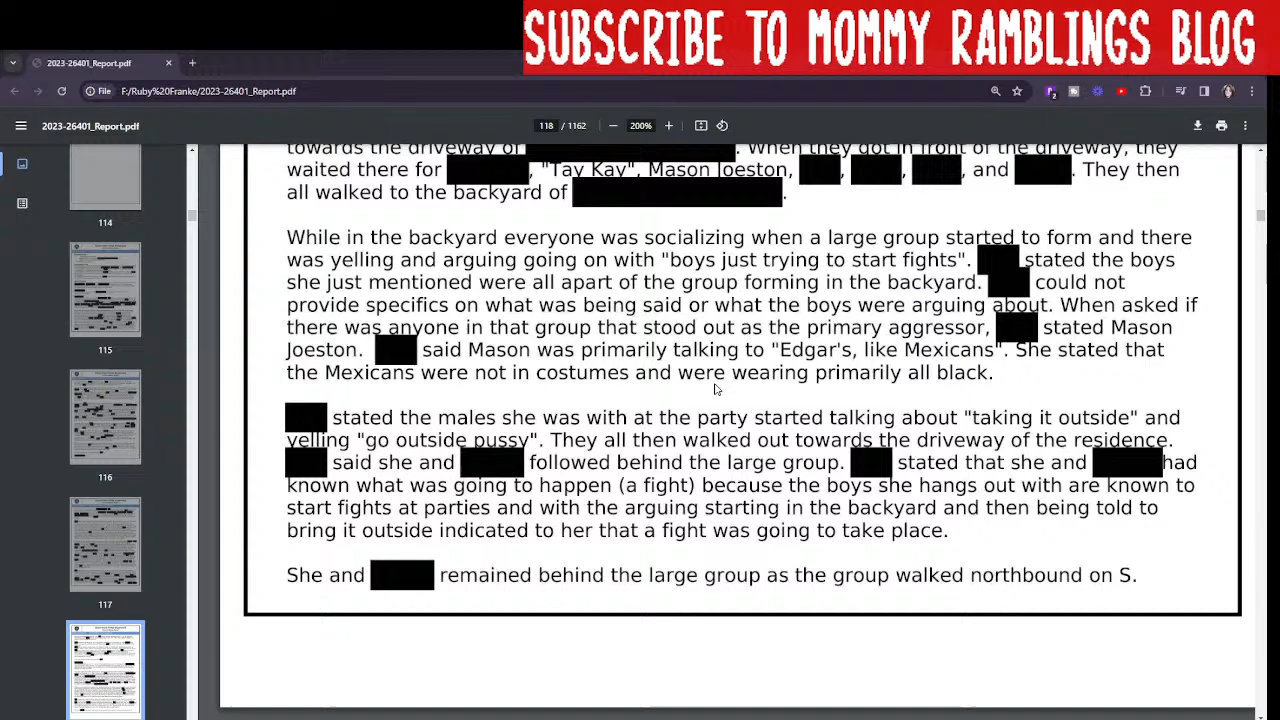 SUBSCRIBE TO MOMMY RAMBLINGS BLOG
2023-26401_Report.pdf
File F:/Ruby%20Franke/2023-26401_Report.pdf
2023-26401_Report.pdf 118 / 1162 200%
towards the driveway of . When they got in front of the driveway, they
waited there for , "Tay Kay", Mason Joeston, , , , and . They then
all walked to the backyard of .
While in the backyard everyone was socializing when a large group started to form and there
was yelling and arguing going on with "boys just trying to start fights". stated the boys
she just mentioned were all apart of the group forming in the backyard. could not
provide specifics on what was being said or what the boys were arguing about. When asked if
there was anyone in that group that stood out as the primary aggressor, stated Mason
Joeston. said Mason was primarily talking to "Edgar's, like Mexicans". She stated that
the Mexicans were not in costumes and were wearing primarily all black.
stated the males she was with at the party started talking about "taking it outside" and
yelling "go outside pussy". They all then walked out towards the driveway of the residence.
said she and followed behind the large group. stated that she and had
known what was going to happen (a fight) because the boys she hangs out with are known to
start fights at parties and with the arguing starting in the backyard and then being told to
bring it outside indicated to her that a fight was going to take place.
She and remained behind the large group as the group walked northbound on S.
114
115
116
117